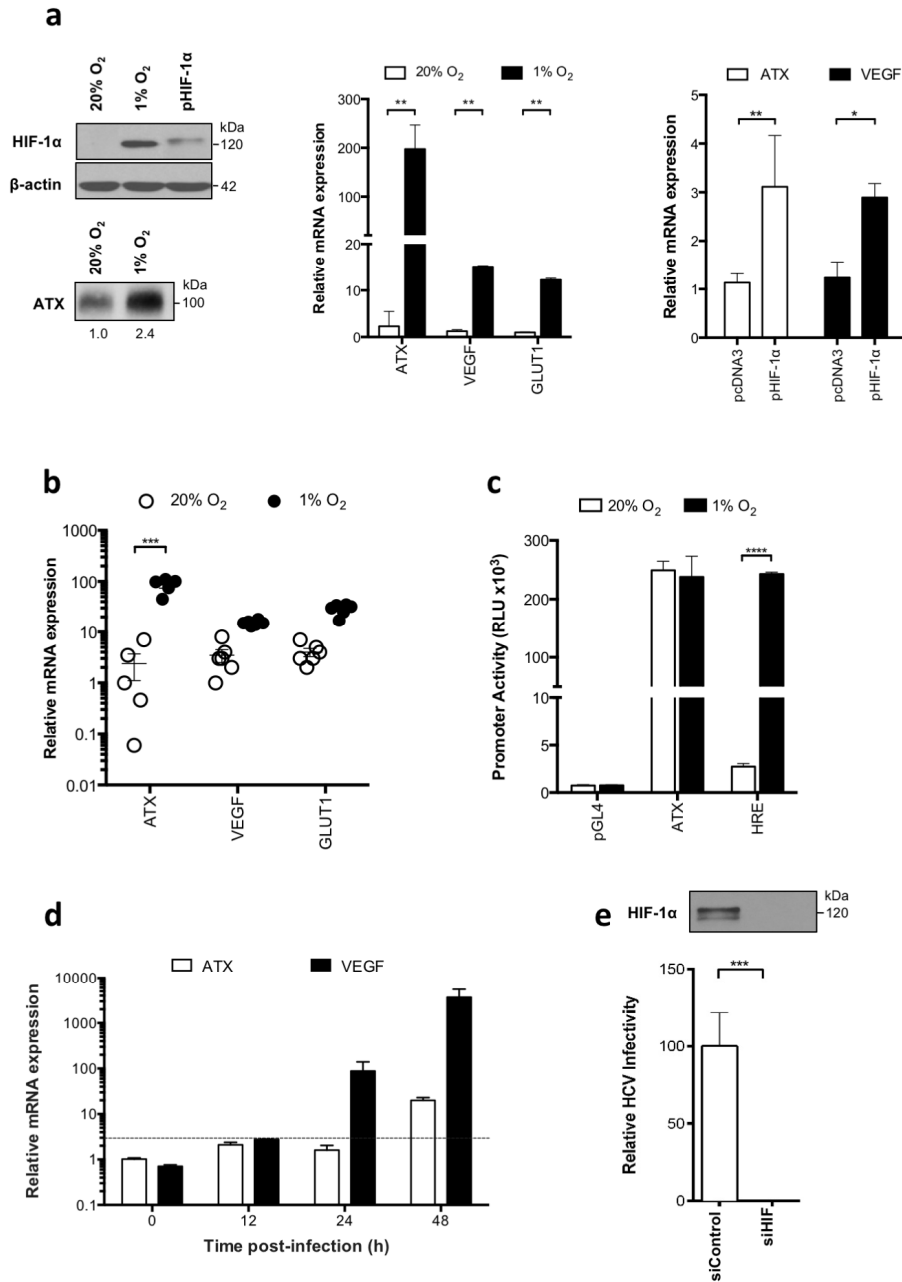 a
20% O2
1% O2
pHIF-1α
HIF-1α
kDa
120
β-actin
42
20% O2
1% O2
ATX
kDa
100
1.0
2.4
20% O2
1% O2
Relative mRNA expression
300
200
100
20
10
0
**
**
**
ATX
VEGF
GLUT1
ATX
VEGF
Relative mRNA expression
5
4
3
2
1
0
**
*
pcDNA3
pHIF-1α
pcDNA3
pHIF-1α
b
20% O2
1% O2
Relative mRNA expression
1000
100
10
1
0.1
0.01
***
ATX
VEGF
GLUT1
c
20% O2
1% O2
Promoter Activity (RLU x10³)
300
200
100
10
5
0
****
pGL4
ATX
HRE
d
ATX
VEGF
Relative mRNA expression
10000
1000
100
10
1
0.1
0
12
24
48
Time post-infection (h)
e
HIF-1α
kDa
120
Relative HCV Infectivity
150
100
50
0
***
siControl
siHIF